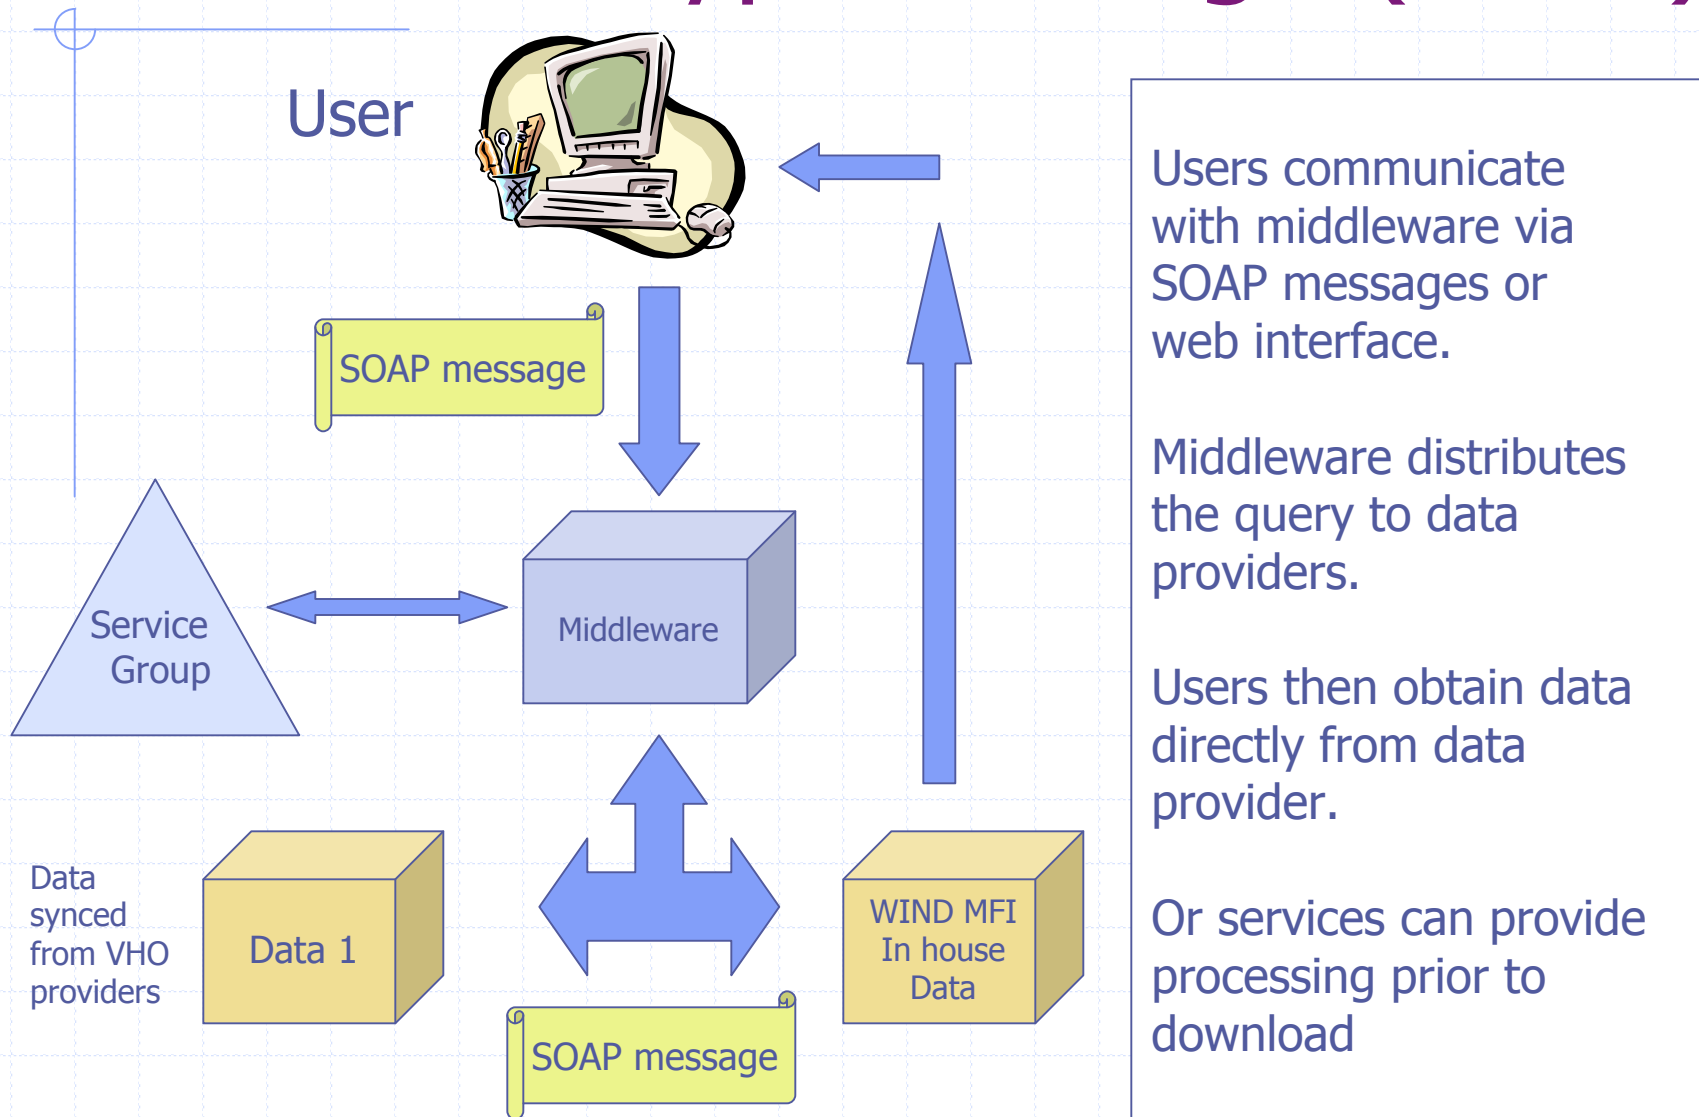 User
SOAP message
Service
Group
Middleware
Data
synced
from VHO
providers
Data 1
WIND MFI
In house
Data
SOAP message
Users communicate
with middleware via
SOAP messages or
web interface.
Middleware distributes
the query to data
providers.
Users then obtain data
directly from data
provider.
Or services can provide
processing prior to
download